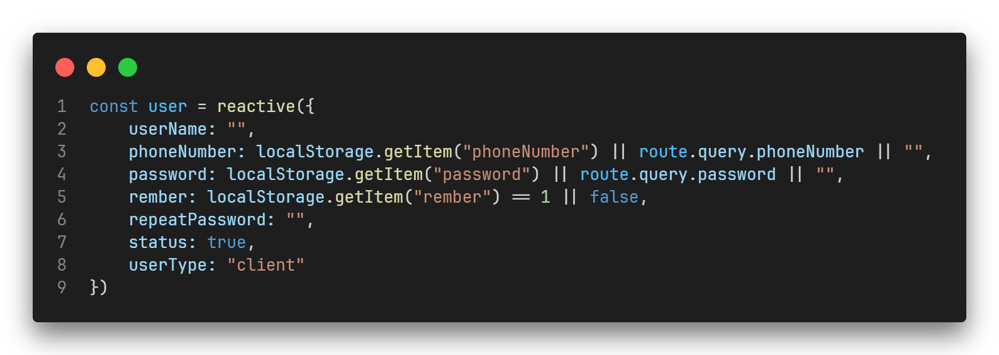 1 const user = reactive({
2     userName: "",
3     phoneNumber: localStorage.getItem("phoneNumber") || route.query.phoneNumber || "",
4     password: localStorage.getItem("password") || route.query.password || "",
5     rember: localStorage.getItem("rember") == 1 || false,
6     repeatPassword: "",
7     status: true,
8     userType: "client"
9 })